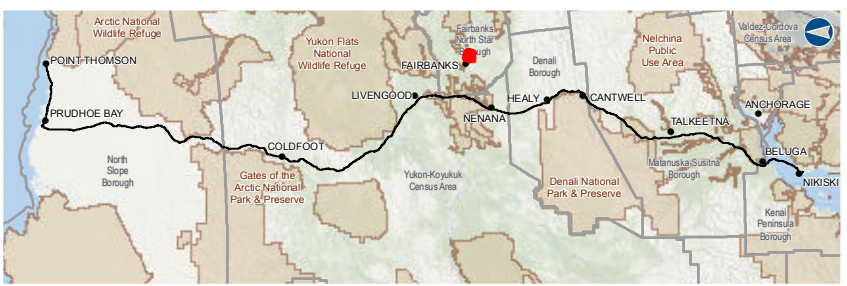 Arctic National
Wildlife Refuge
POINT THOMSON
PRUDHOE BAY
North
Slope
Borough
COLDFOOT
Gates of the
Arctic National
Park & Preserve
Yukon Flats
National
Wildlife Refuge
LIVENGOOD
Fairbanks
North Star
Borough
FAIRBANKS
NENANA
Yukon-Koyukuk
Census Area
Denali
Borough
HEALY
CANTWELL
Denali National
Park & Preserve
Nelchina
Public
Use Area
TALKEETNA
Matanuska-Susitna
Borough
Valdez-Cordova
Census Area
ANCHORAGE
BELUGA
NIKISKI
Kenai
Peninsula
Borough